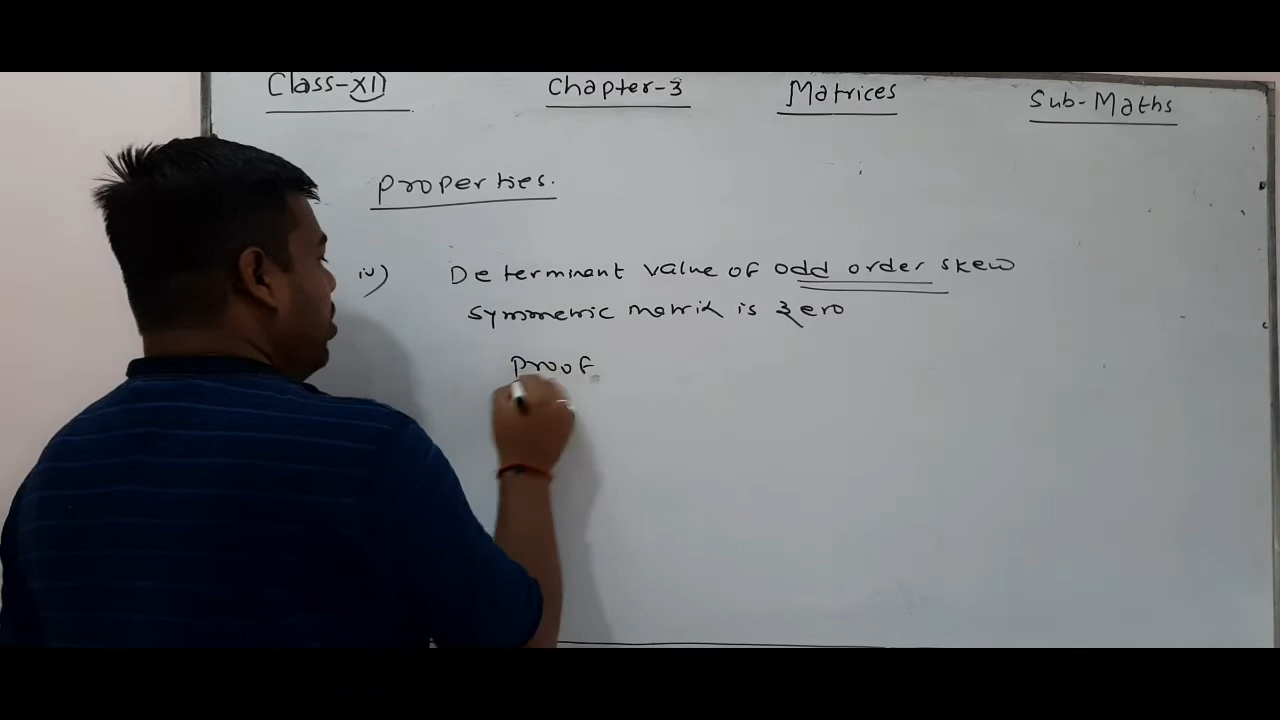 Class-XII Chapter-3 Matrices Sub-Maths
Properties.
iv) Determinant value of odd order skew
symmetric matrix is zero
Proof